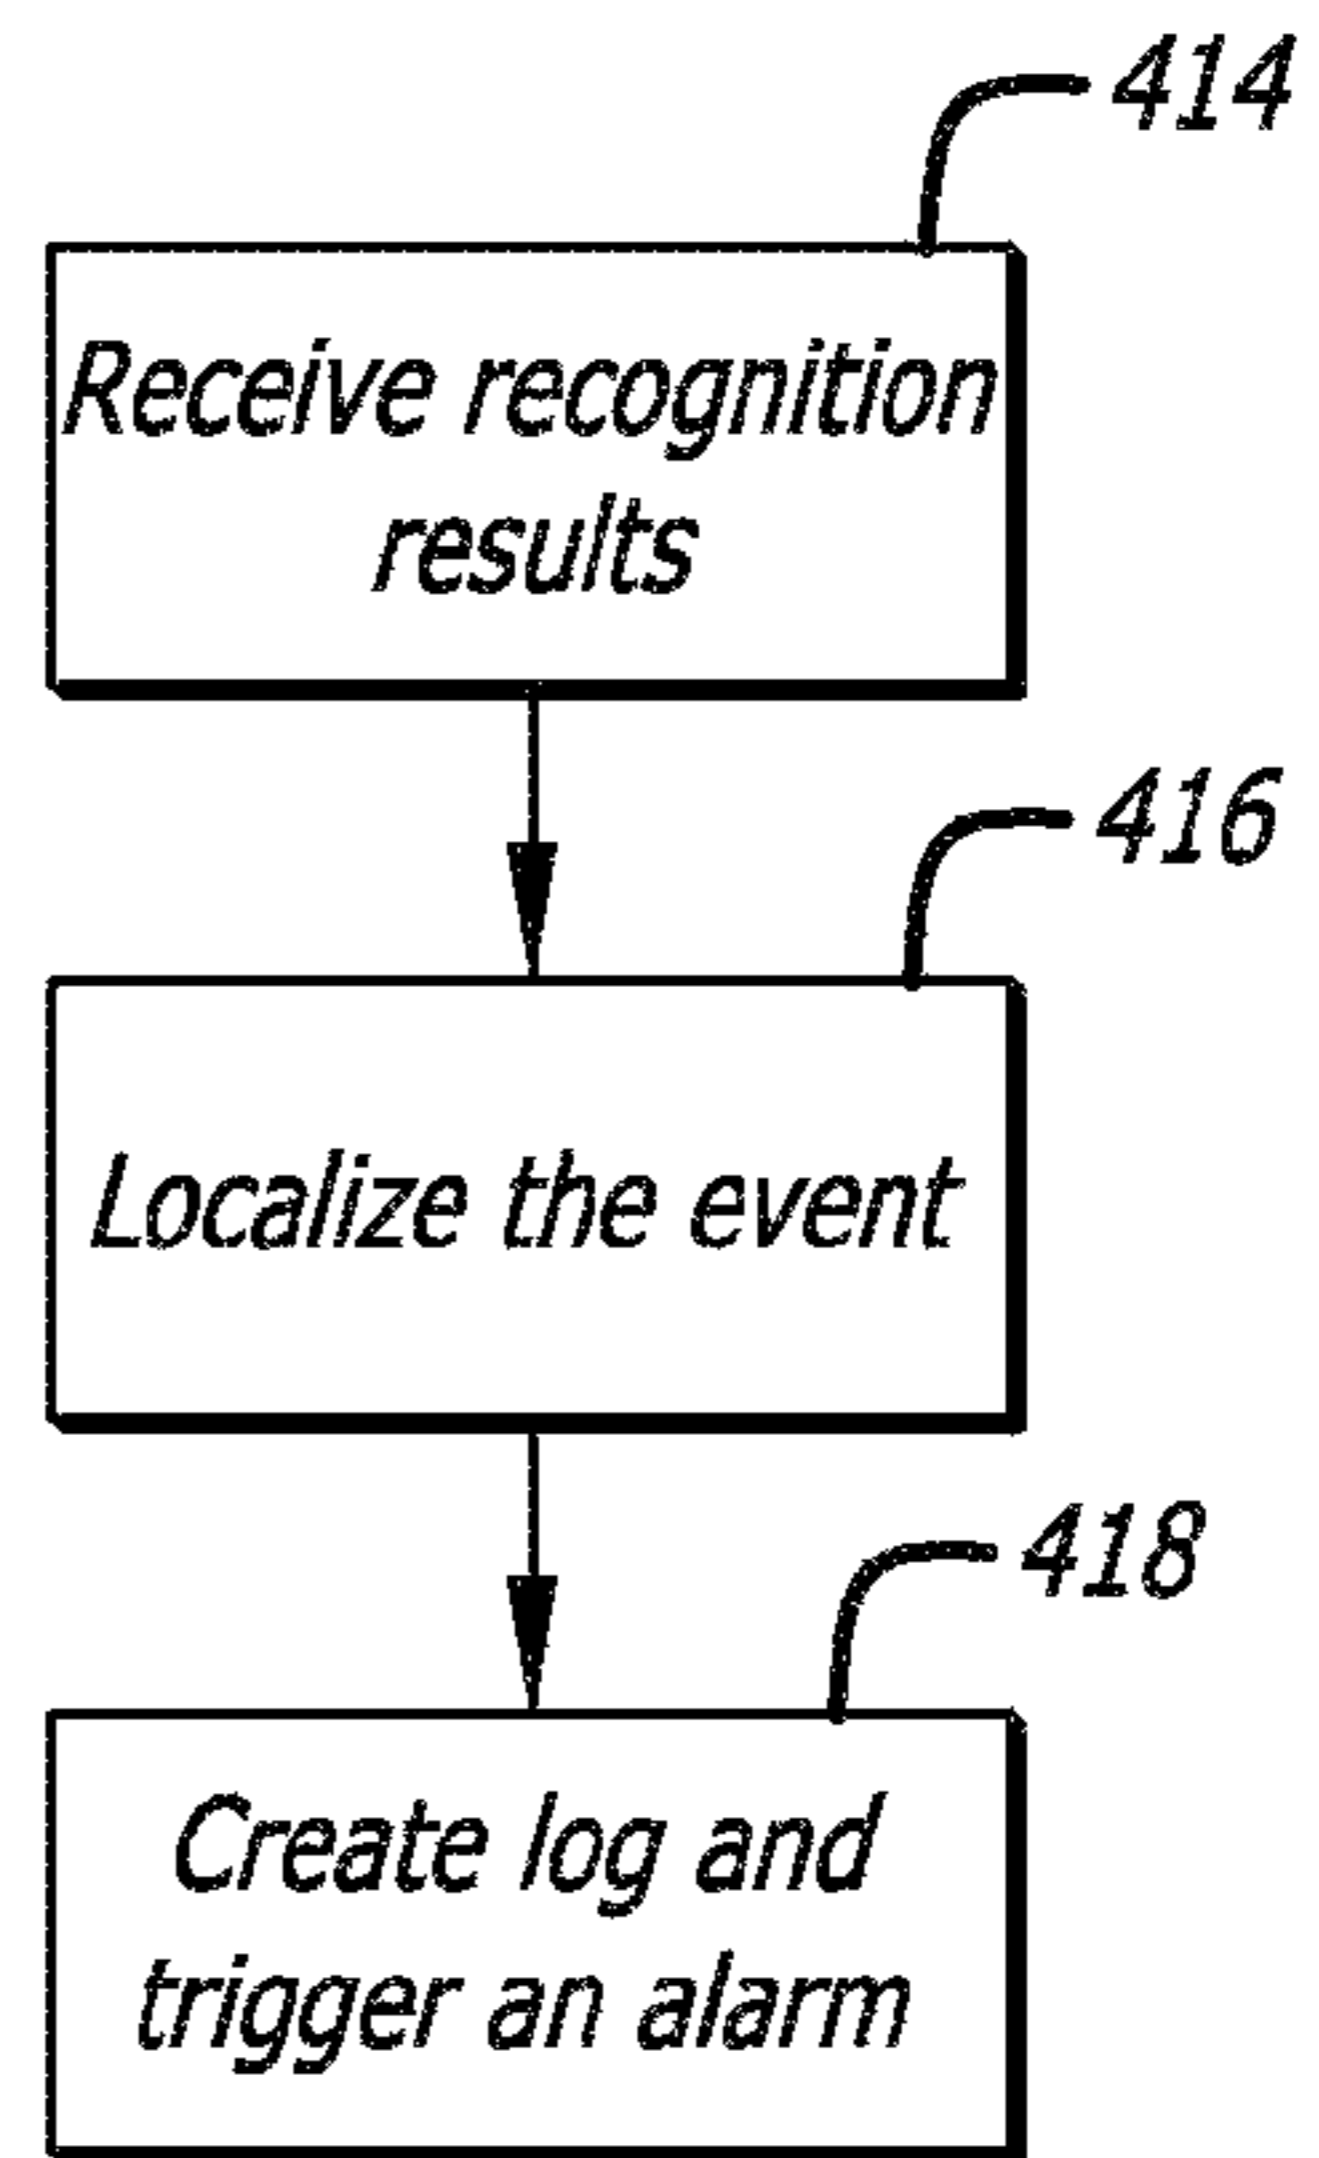 414
Receive recognition
results
416
Localize the event
418
Create log and
trigger an alarm